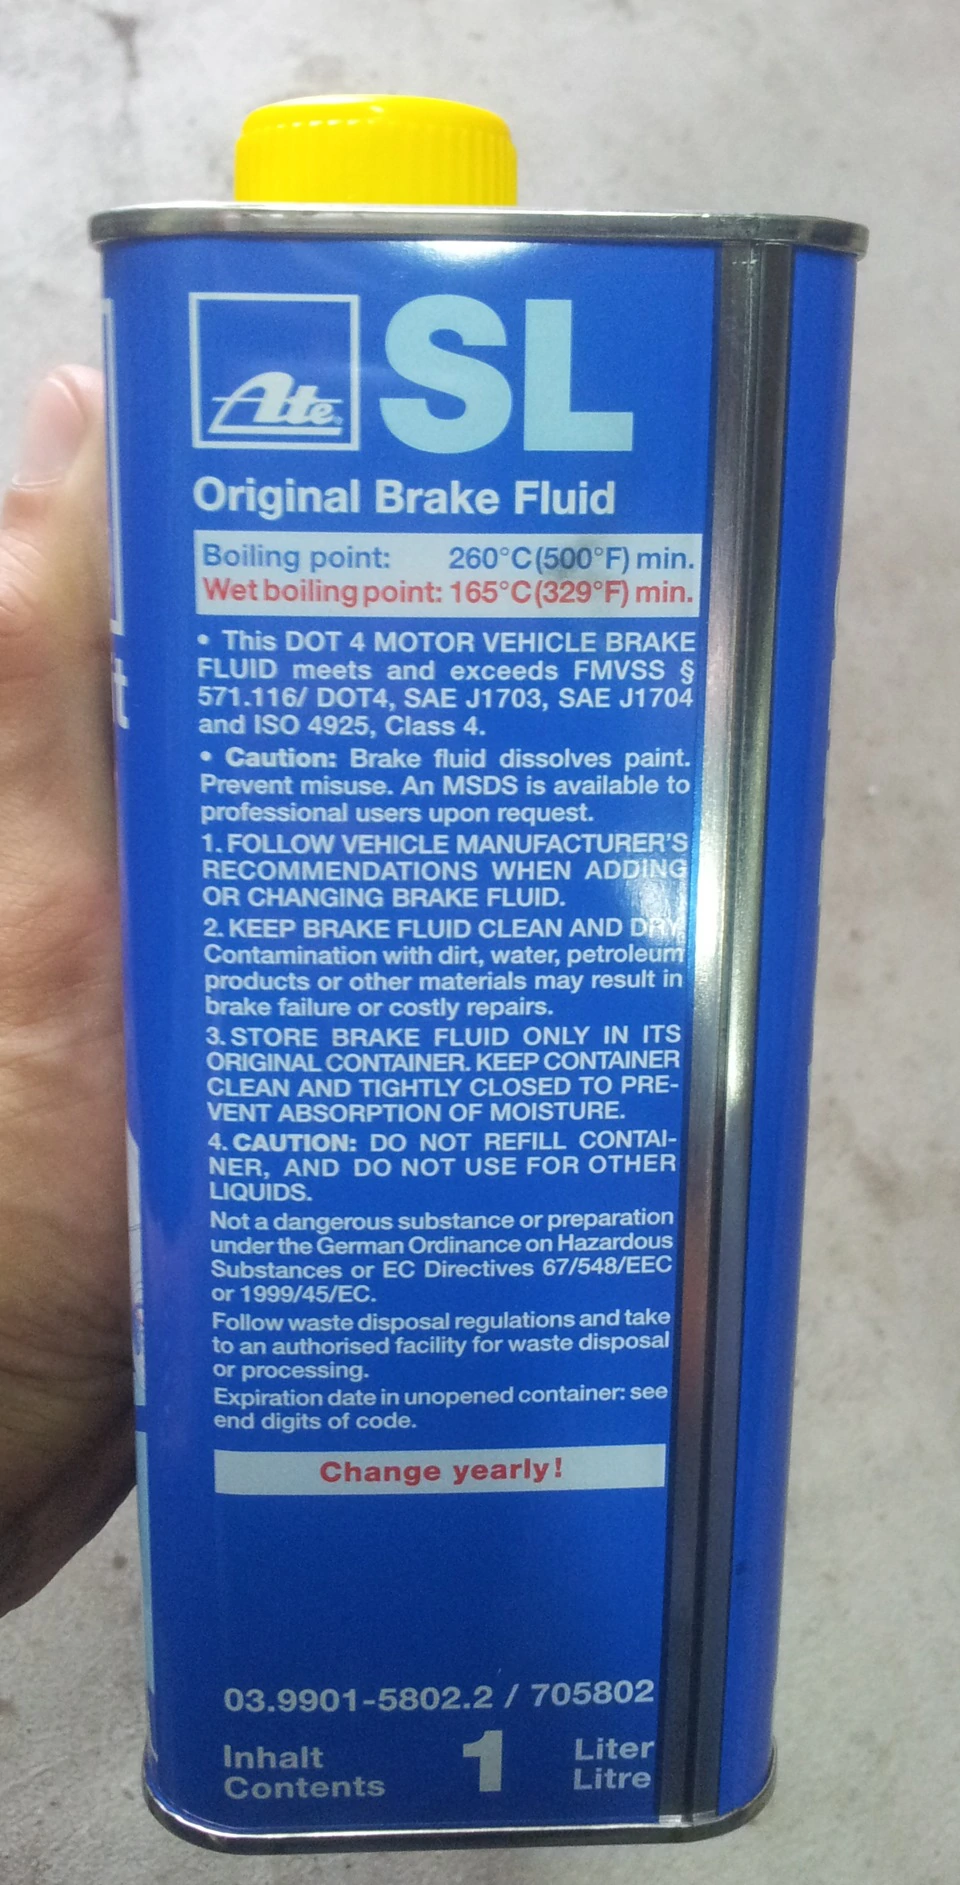 Ate® SL
Original Brake Fluid
Boiling point: 260°C(500°F) min.
Wet boiling point: 165°C(329°F) min.
• This DOT 4 MOTOR VEHICLE BRAKE
FLUID meets and exceeds FMVSS §
571.116/ DOT4, SAE J1703, SAE J1704
and ISO 4925, Class 4.
• Caution: Brake fluid dissolves paint.
Prevent misuse. An MSDS is available to
professional users upon request.
1. FOLLOW VEHICLE MANUFACTURER'S
RECOMMENDATIONS WHEN ADDING
OR CHANGING BRAKE FLUID.
2. KEEP BRAKE FLUID CLEAN AND DRY
Contamination with dirt, water, petroleum
products or other materials may result in
brake failure or costly repairs.
3. STORE BRAKE FLUID ONLY IN ITS
ORIGINAL CONTAINER. KEEP CONTAINER
CLEAN AND TIGHTLY CLOSED TO PRE-
VENT ABSORPTION OF MOISTURE.
4. CAUTION: DO NOT REFILL CONTAI-
NER, AND DO NOT USE FOR OTHER
LIQUIDS.
Not a dangerous substance or preparation
under the German Ordinance on Hazardous
Substances or EC Directives 67/548/EEC
or 1999/45/EC.
Follow waste disposal regulations and take
to an authorised facility for waste disposal
or processing.
Expiration date in unopened container: see
end digits of code.
Change yearly!
03.9901-5802.2 / 705802
Inhalt 1 Liter
Contents Litre